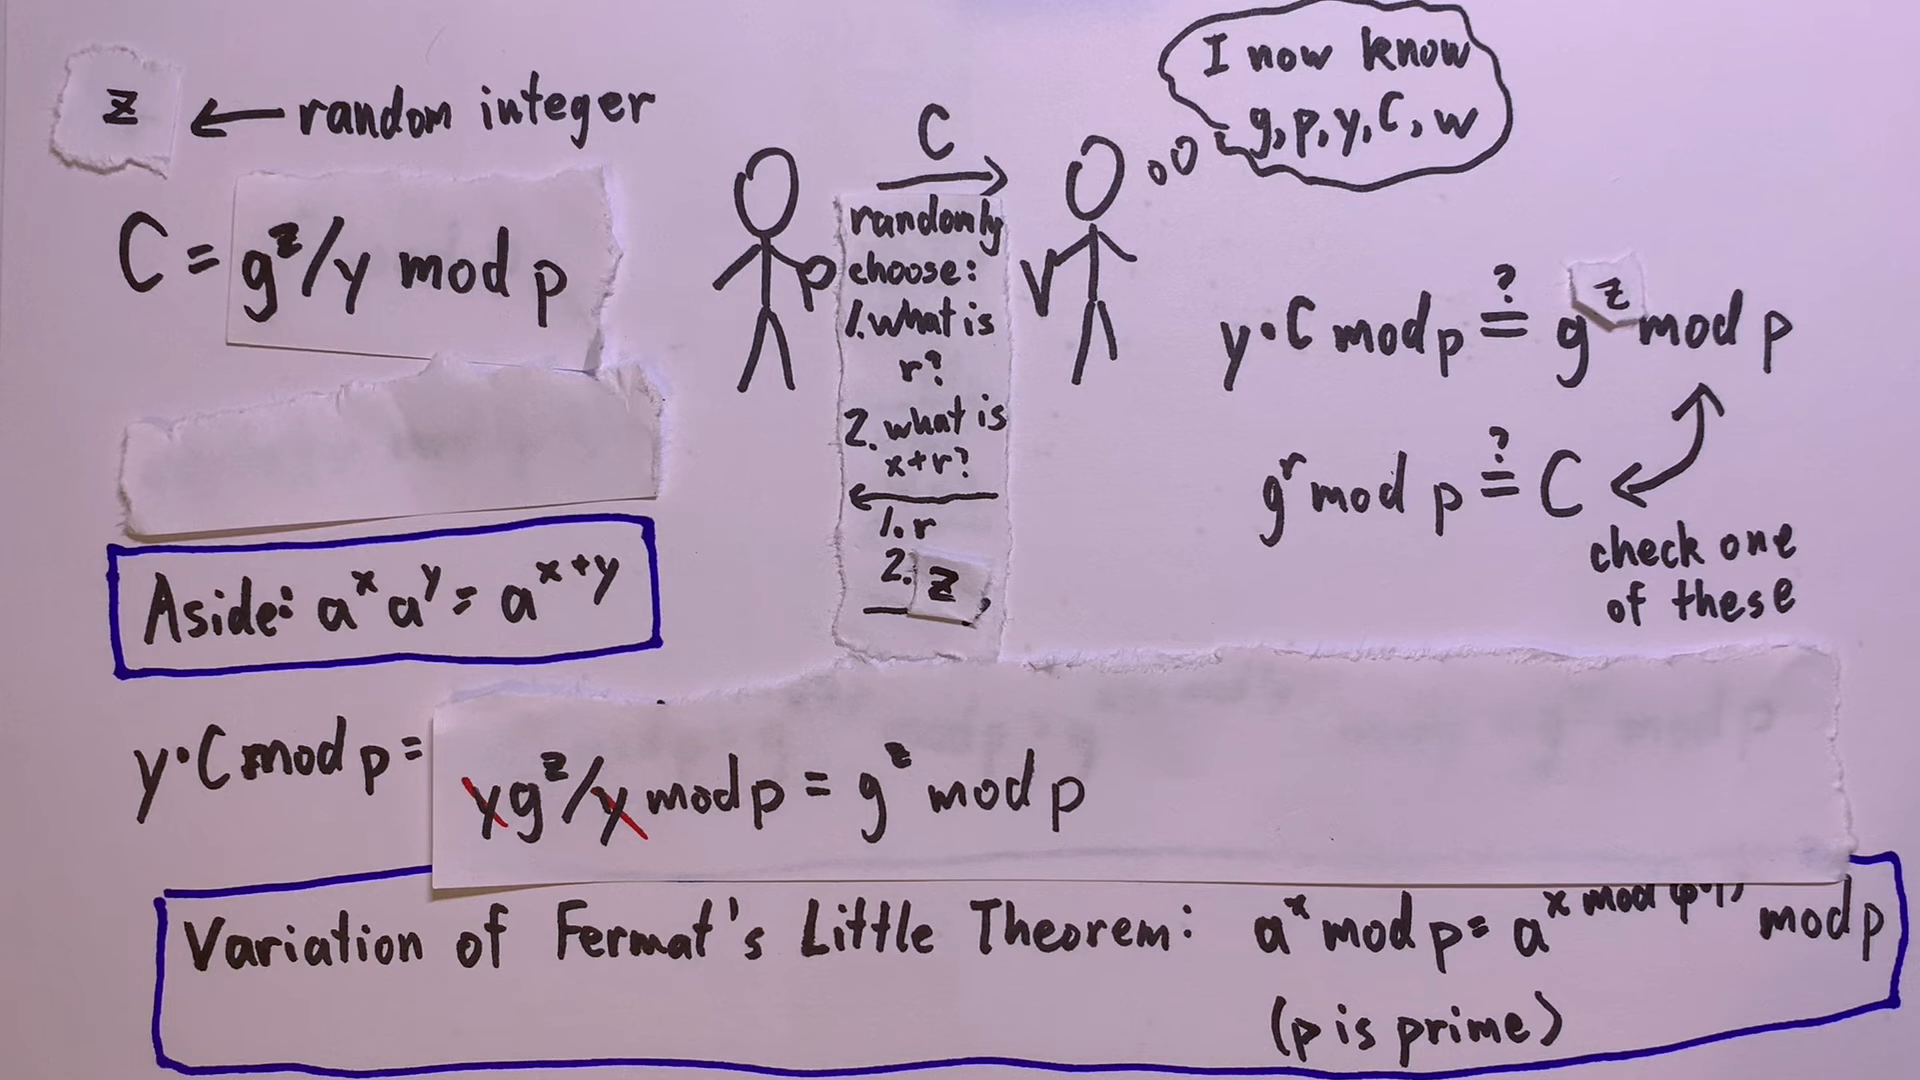 z ← random integer
C = g^z/y mod p
Aside: a^x a^y = a^(x+y)
C
P
V
randomly
choose:
1. what is
r?
2. what is
x+r?
1. r
2. z
I now know
g, p, y, C, w
y·C mod p ≟ g^z mod p
g^r mod p ≟ C
check one
of these
y·C mod p = yg^z/y mod p = g^z mod p
Variation of Fermat's Little Theorem: a^x mod p = a^(x mod (p-1)) mod p
(p is prime)